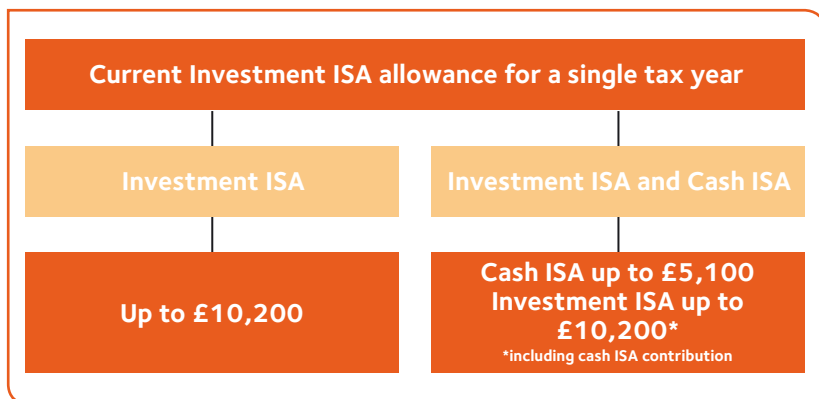 Current Investment ISA allowance for a single tax year
Investment ISA
Investment ISA and Cash ISA
Up to £10,200
Cash ISA up to £5,100
Investment ISA up to
£10,200*
*including cash ISA contribution